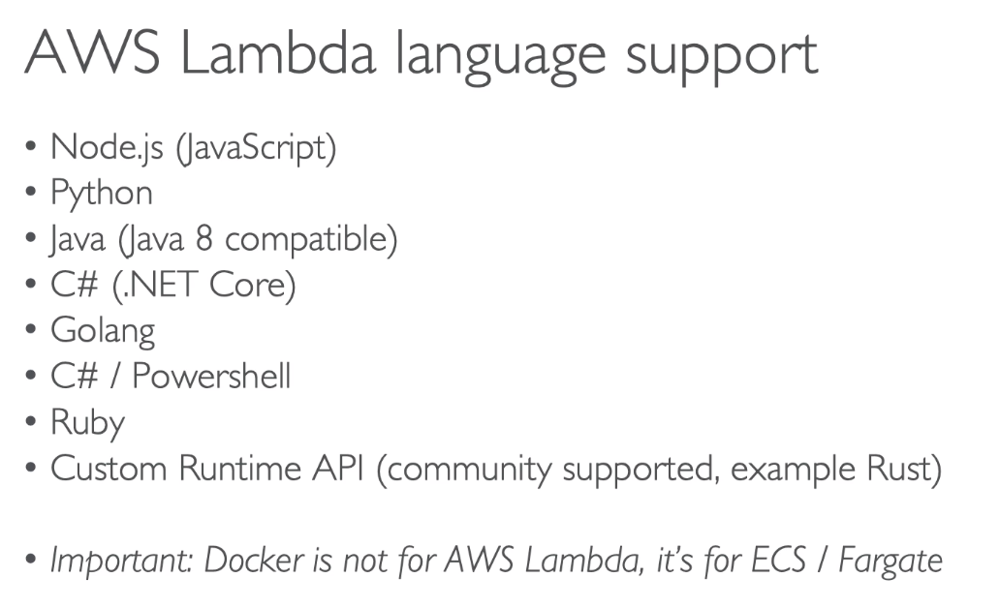 AWS Lambda language support
• Node.js (JavaScript)
• Python
• Java (Java 8 compatible)
• C# (.NET Core)
• Golang
• C# / Powershell
• Ruby
• Custom Runtime API (community supported, example Rust)
• Important: Docker is not for AWS Lambda, it's for ECS / Fargate